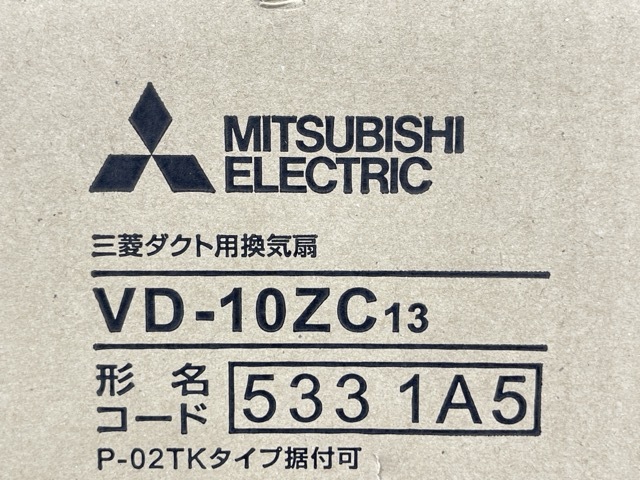 MITSUBISHI
ELECTRIC
三菱ダクト用換気扇
VD-10ZC13
形名
コード 533 1A5
P-02TKタイプ据付可